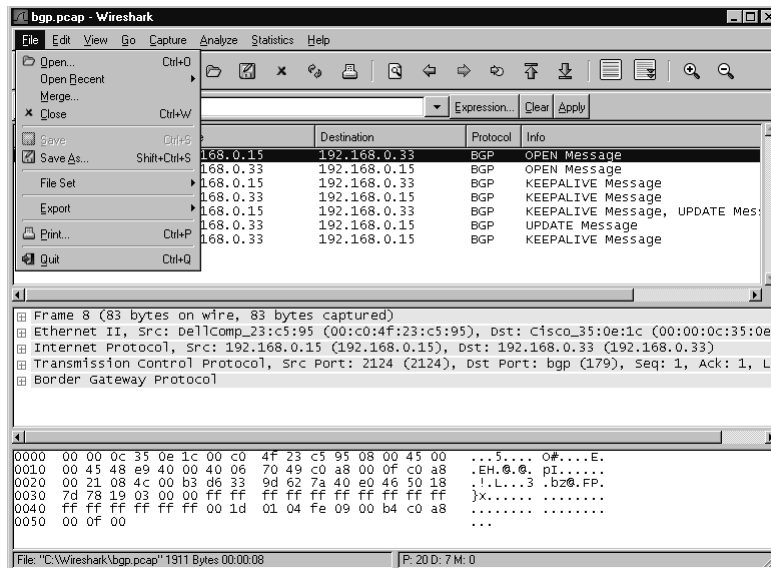 bgp.pcap - Wireshark
File Edit View Go Capture Analyze Statistics Help
Open... Ctrl+O
Open Recent
Merge...
Close Ctrl+W
Save Ctrl+S
Save As... Shift+Ctrl+S
File Set
Export
Print... Ctrl+P
Quit Ctrl+Q
Expression... Clear Apply
Destination Protocol Info
168.0.15 192.168.0.33 BGP OPEN Message
168.0.33 192.168.0.15 BGP OPEN Message
168.0.15 192.168.0.33 BGP KEEPALIVE Message
168.0.33 192.168.0.15 BGP KEEPALIVE Message
168.0.15 192.168.0.33 BGP KEEPALIVE Message, UPDATE Mes
168.0.33 192.168.0.15 BGP UPDATE Message
168.0.33 192.168.0.15 BGP KEEPALIVE Message
Frame 8 (83 bytes on wire, 83 bytes captured)
Ethernet II, Src: DellComp_23:c5:95 (00:c0:4f:23:c5:95), Dst: Cisco_35:0e:1c (00:00:0c:35:0e
Internet Protocol, Src: 192.168.0.15 (192.168.0.15), Dst: 192.168.0.33 (192.168.0.33)
Transmission Control Protocol, Src Port: 2124 (2124), Dst Port: bgp (179), Seq: 1, Ack: 1, L
Border Gateway Protocol
0000 00 00 0c 35 0e 1c 00 c0 4f 23 c5 95 08 00 45 00 ...5.... O#....E.
0010 00 45 48 e9 40 00 40 06 70 49 c0 a8 00 0f c0 a8 .EH.@.@. pI......
0020 00 21 08 4c 00 b3 d6 33 9d 62 7a 40 e0 46 50 18 .!.L...3 .bz@.FP.
0030 7d 78 19 03 00 00 ff ff ff ff ff ff ff ff ff ff }x...... ........
0040 ff ff ff ff ff ff 00 1d 01 04 fe 09 00 b4 c0 a8 ........ ........
0050 00 0f 00 ...
File: "C:\Wireshark\bgp.pcap" 1911 Bytes 00:00:08 P: 20 D: 7 M: 0